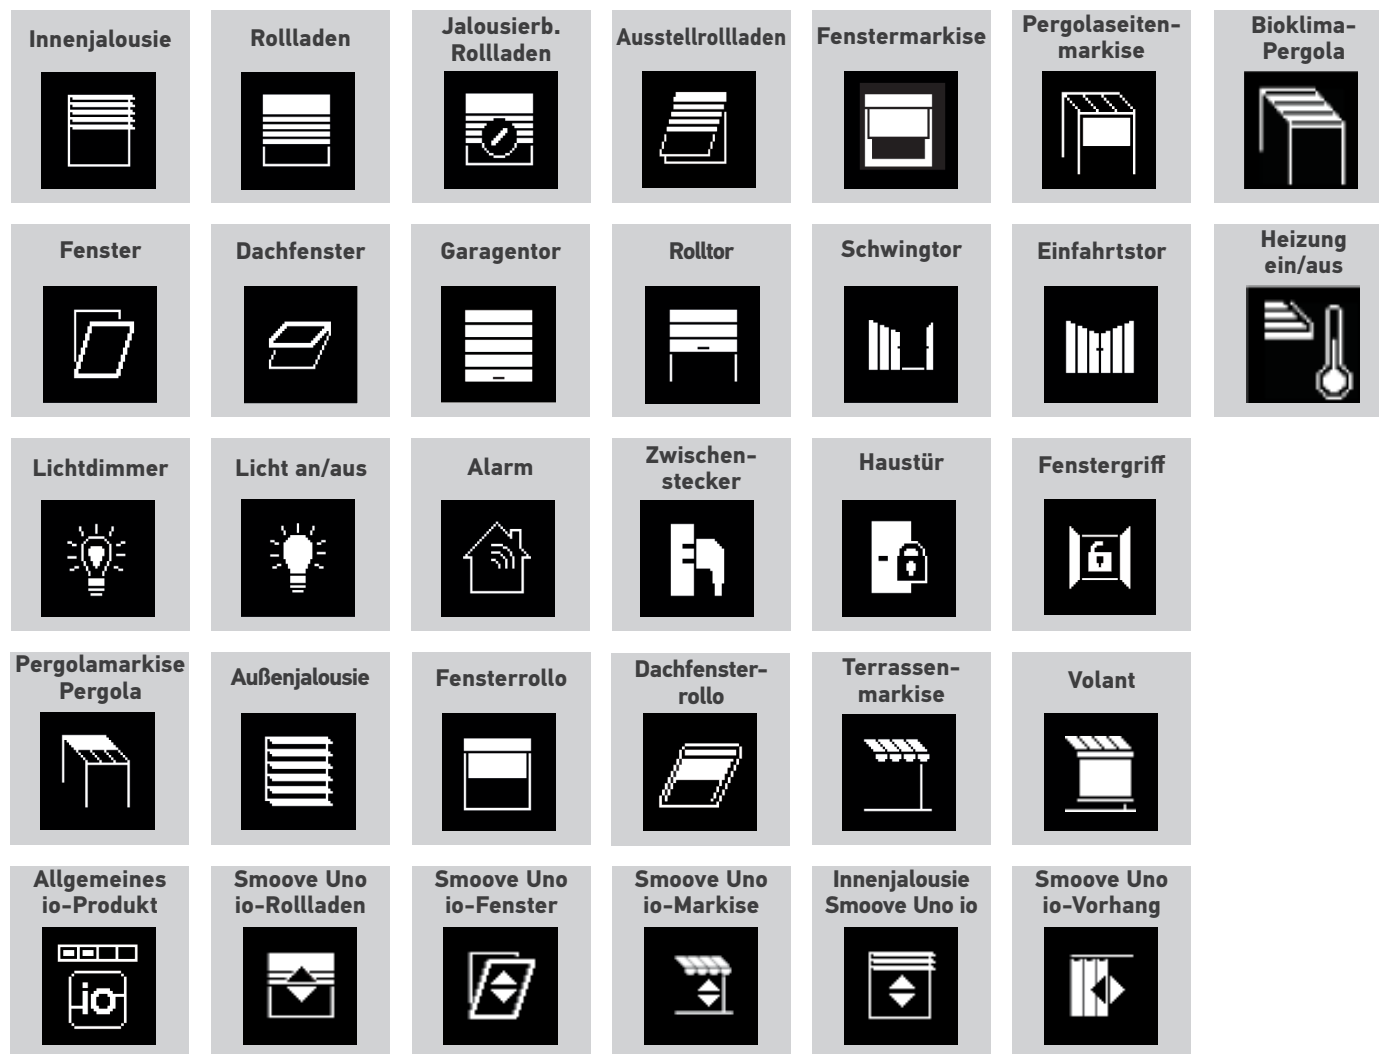 Innenjalousie
Rollladen
Jalousierb.
Rollladen
Ausstellrollladen
Fenstermarkise
Pergolaseiten-
markise
Bioklima-
Pergola
Fenster
Dachfenster
Garagentor
Rolltor
Schwingtor
Einfahrtstor
Heizung
ein/aus
Lichtdimmer
Licht an/aus
Alarm
Zwischen-
stecker
Haustür
Fenstergriff
Pergolamarkise
Pergola
Außenjalousie
Fensterrollo
Dachfenster-
rollo
Terrassen-
markise
Volant
Allgemeines
io-Produkt
io
Smoove Uno
io-Rollladen
Smoove Uno
io-Fenster
Smoove Uno
io-Markise
Innenjalousie
Smoove Uno io
Smoove Uno
io-Vorhang